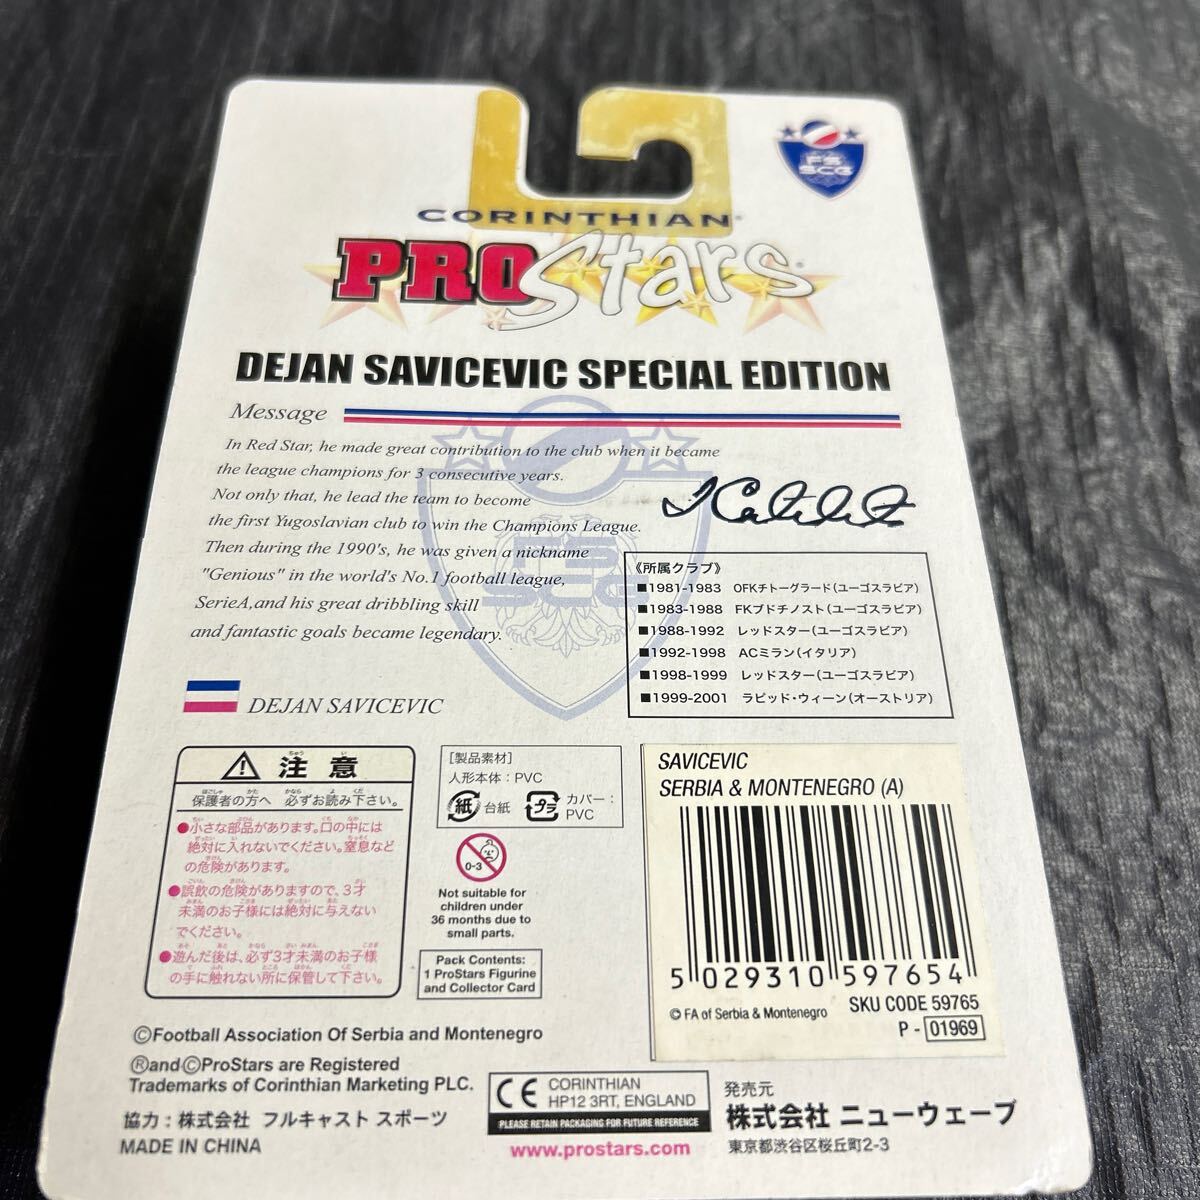 FS
SCG
CORINTHIAN
PRO Stars
DEJAN SAVICEVIC SPECIAL EDITION
Message
In Red Star, he made great contribution to the club when it became
the league champions for 3 consecutive years.
Not only that, he lead the team to become
the first Yugoslavian club to win the Champions League.
Then during the 1990's, he was given a nickname
"Genious" in the world's No.1 football league,
SerieA,and his great dribbling skill
and fantastic goals became legendary.
DEJAN SAVICEVIC
《所属クラブ》
■1981-1983 OFKチトーグラード(ユーゴスラビア)
■1983-1988 FKブドチノスト(ユーゴスラビア)
■1988-1992 レッドスター(ユーゴスラビア)
■1992-1998 ACミラン(イタリア)
■1998-1999 レッドスター(ユーゴスラビア)
■1999-2001 ラピッド・ウィーン(オーストリア)
注意
保護者の方へ 必ずお読み下さい。
●小さな部品があります。口の中には
絶対に入れないでください。窒息など
の危険があります。
●誤飲の危険がありますので、3才
未満のお子様には絶対に与えない
でください。
●遊んだ後は、必ず3才未満のお子様
の手に触れない所に保管して下さい。
[製品素材]
人形本体:PVC
紙 台紙 プラ カバー:
PVC
0-3
Not suitable for
children under
36 months due to
small parts.
Pack Contents:
1 ProStars Figurine
and Collector Card
SAVICEVIC
SERBIA & MONTENEGRO (A)
5 029310 597654
© FA of Serbia & Montenegro SKU CODE 59765
P - 01969
©Football Association Of Serbia and Montenegro
®and©ProStars are Registered
Trademarks of Corinthian Marketing PLC.
協力:株式会社 フルキャスト スポーツ
MADE IN CHINA
CE CORINTHIAN
HP12 3RT, ENGLAND
PLEASE RETAIN PACKAGING FOR FUTURE REFERENCE
www.prostars.com
発売元
株式会社 ニューウェーブ
東京都渋谷区桜丘町2-3